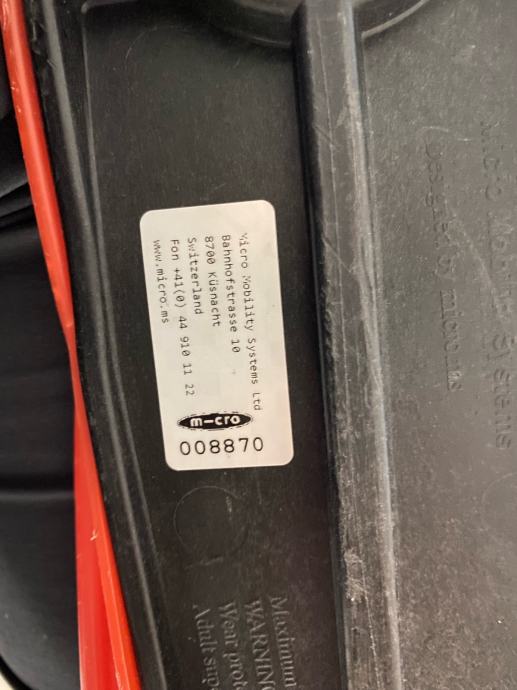 Micro Mobility Systems Ltd
Bahnhofstrasse 10
8700 Küsnacht
Switzerland
Fon +41(0) 44 910 11 22
www.micro.ms
m-cro
008870
Micro Mobility Systems
Designed by micro.ms
Maximum
WARNING
Wear prot
Adult sup